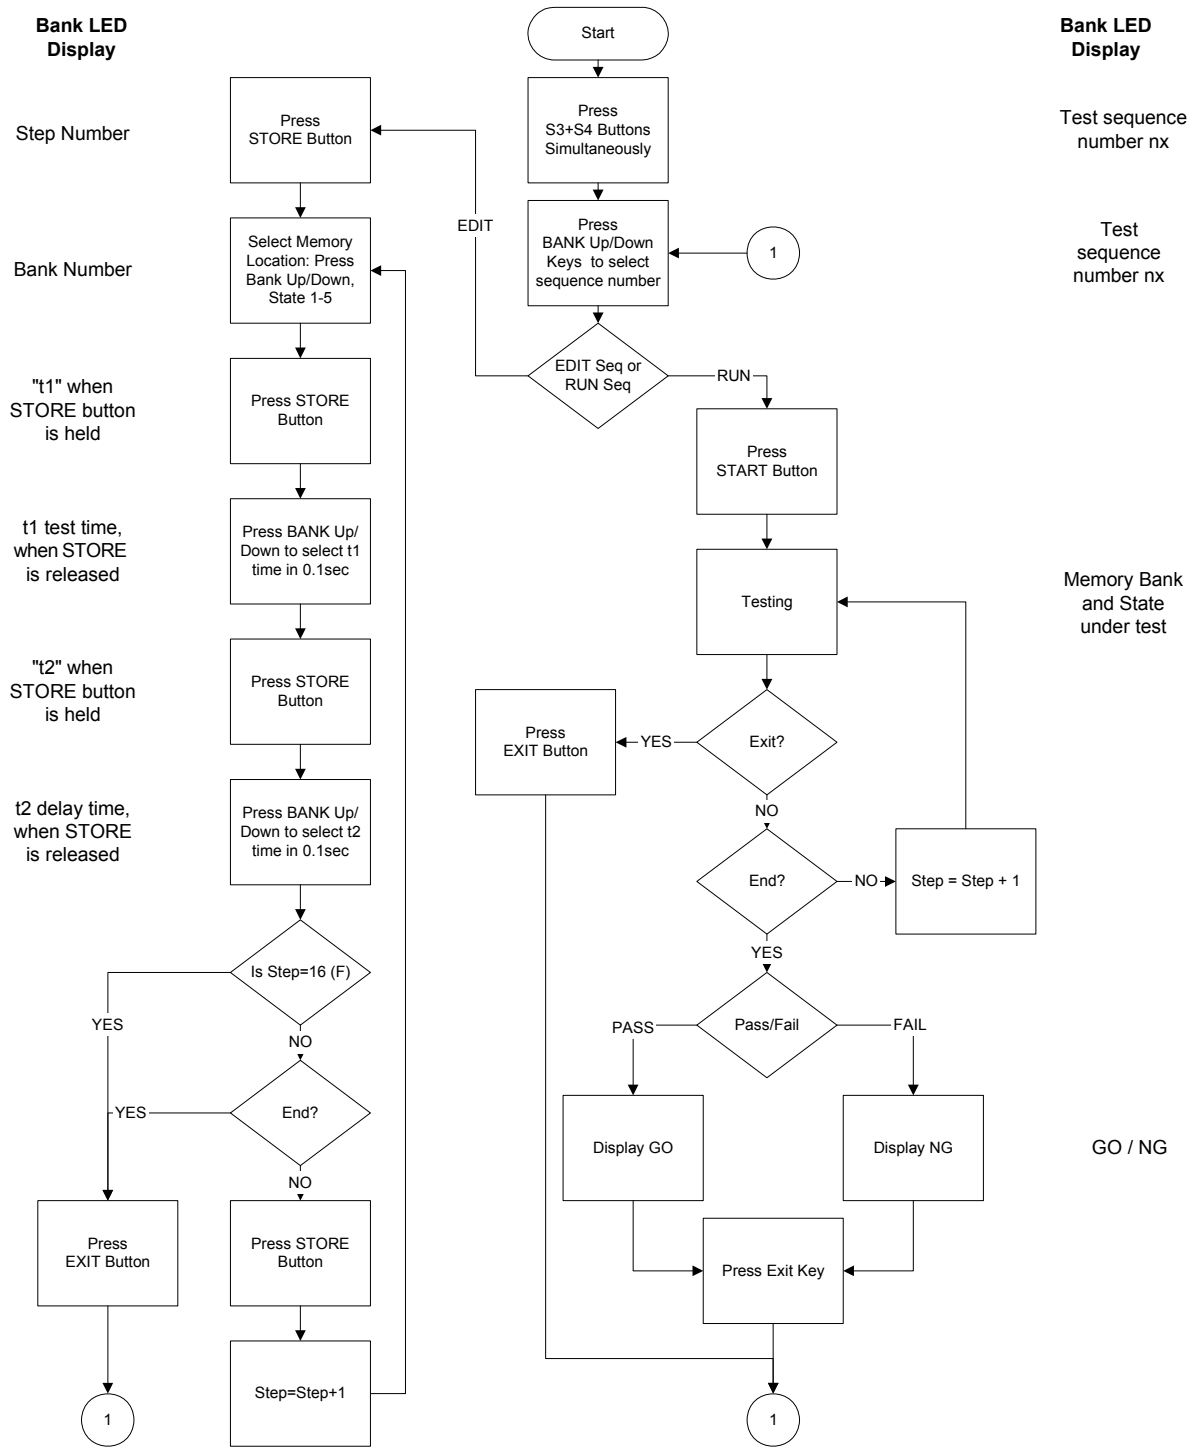 Bank LED
Display
Start
Bank LED
Display
Step Number
Press
STORE Button
Press
S3+S4 Buttons
Simultaneously
Test sequence
number nx
EDIT
Bank Number
Select Memory
Location: Press
Bank Up/Down,
State 1-5
Press
BANK Up/Down
Keys to select
sequence number
1
Test
sequence
number nx
"t1" when
STORE button
is held
Press STORE
Button
EDIT Seq or
RUN Seq
RUN
Press
START Button
t1 test time,
when STORE
is released
Press BANK Up/
Down to select t1
time in 0.1sec
Testing
Memory Bank
and State
under test
"t2" when
STORE button
is held
Press STORE
Button
Press
EXIT Button
YES
Exit?
NO
t2 delay time,
when STORE
is released
Press BANK Up/
Down to select t2
time in 0.1sec
End?
NO
Step = Step + 1
YES
Is Step=16 (F)
YES
NO
PASS
Pass/Fail
FAIL
YES
End?
NO
Display GO
Display NG
GO / NG
Press
EXIT Button
Press STORE
Button
Press Exit Key
Step=Step+1
1
1